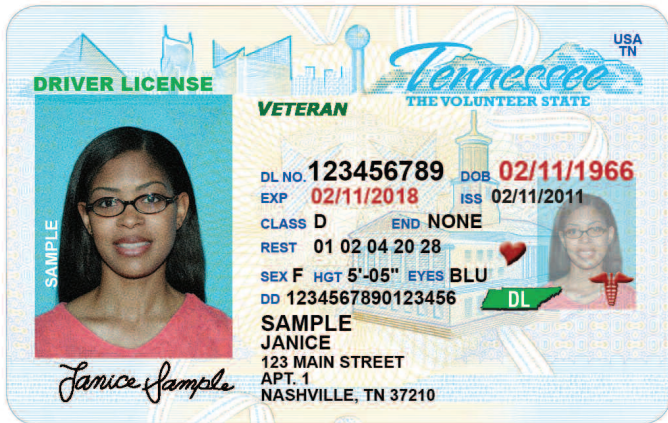 USA
TN
Tennessee
THE VOLUNTEER STATE
DRIVER LICENSE
VETERAN
DL NO. 123456789 DOB 02/11/1966
EXP 02/11/2018 ISS 02/11/2011
CLASS D END NONE
REST 01 02 04 20 28
SEX F HGT 5'-05" EYES BLU
DD 1234567890123456
DL
SAMPLE
JANICE
123 MAIN STREET
APT. 1
NASHVILLE, TN 37210
SAMPLE
Janice Sample